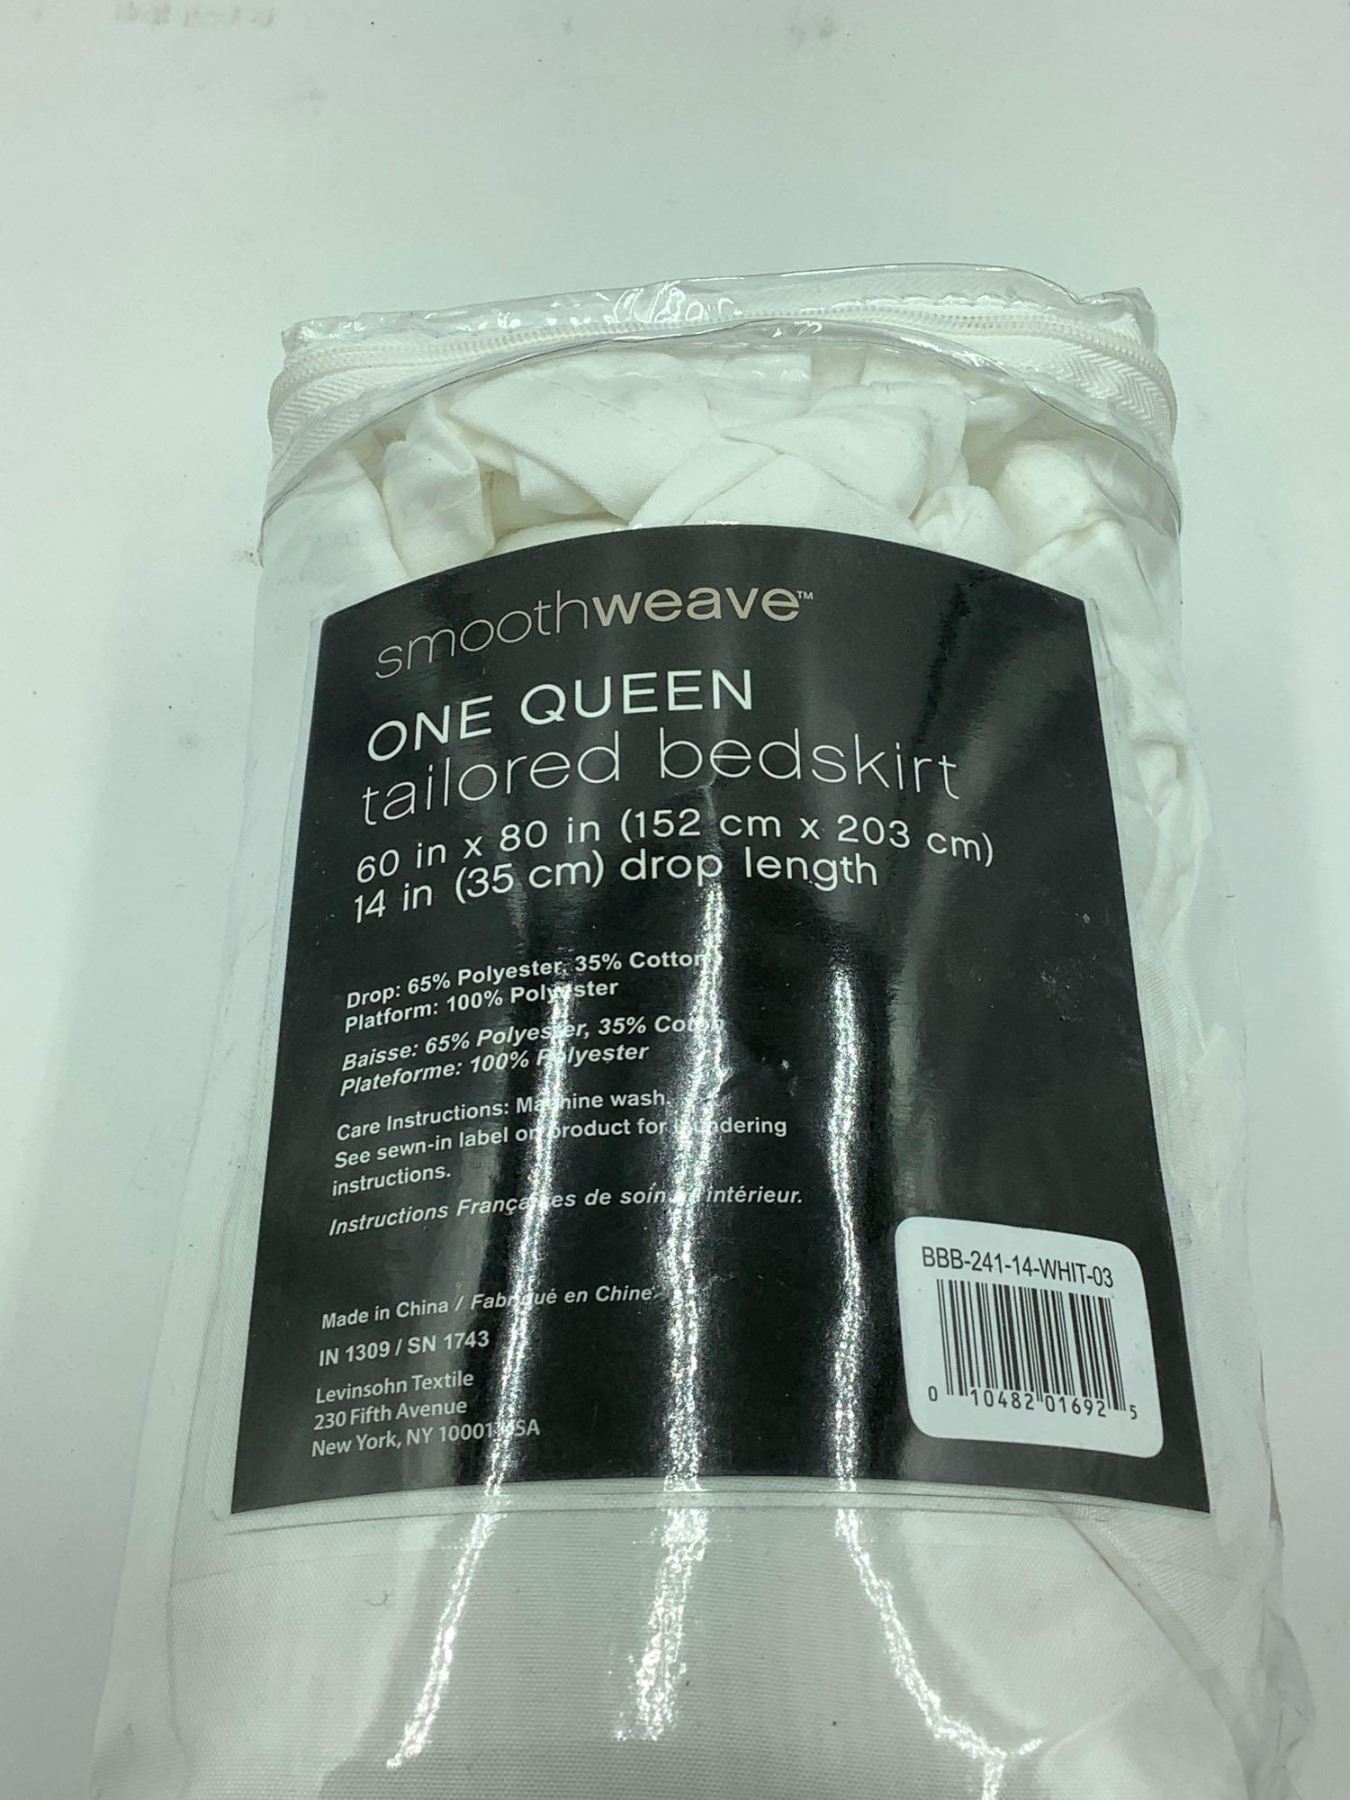 smoothweave™
ONE QUEEN
tailored bedskirt
60 in x 80 in (152 cm x 203 cm)
14 in (35 cm) drop length
Drop: 65% Polyester, 35% Cotton
Platform: 100% Polyester
Baisse: 65% Polyester, 35% Coton
Plateforme: 100% Polyester
Care Instructions: Machine wash.
See sewn-in label on product for laundering
instructions.
Instructions Françaises de soin intérieur.
Made in China / Fabriqué en Chine
IN 1309 / SN 1743
Levinsohn Textile
230 Fifth Avenue
New York, NY 10001 USA
BBB-241-14-WHIT-03
0 10482 01692 5